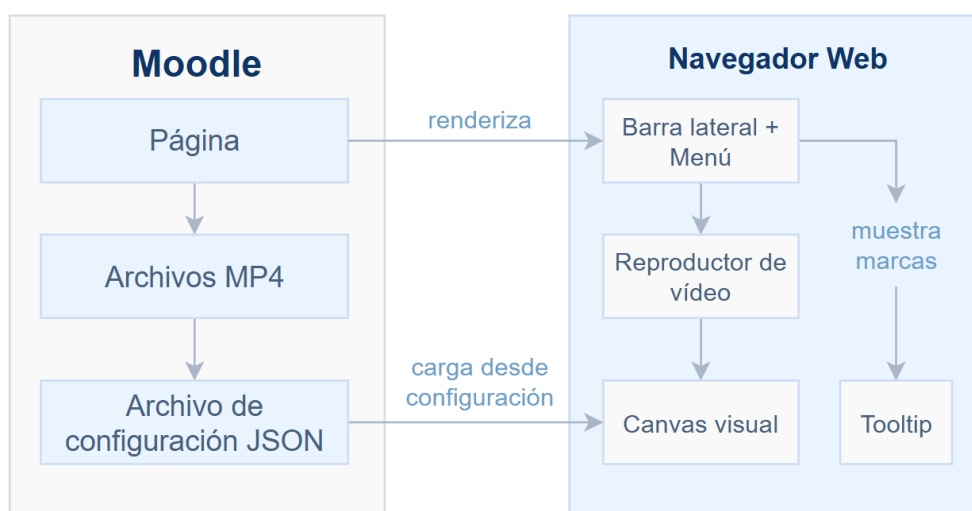 Moodle
Página
Archivos MP4
Archivo de
configuración JSON
renderiza
carga desde
configuración
Navegador Web
Barra lateral +
Menú
Reproductor de
vídeo
Canvas visual
muestra
marcas
Tooltip